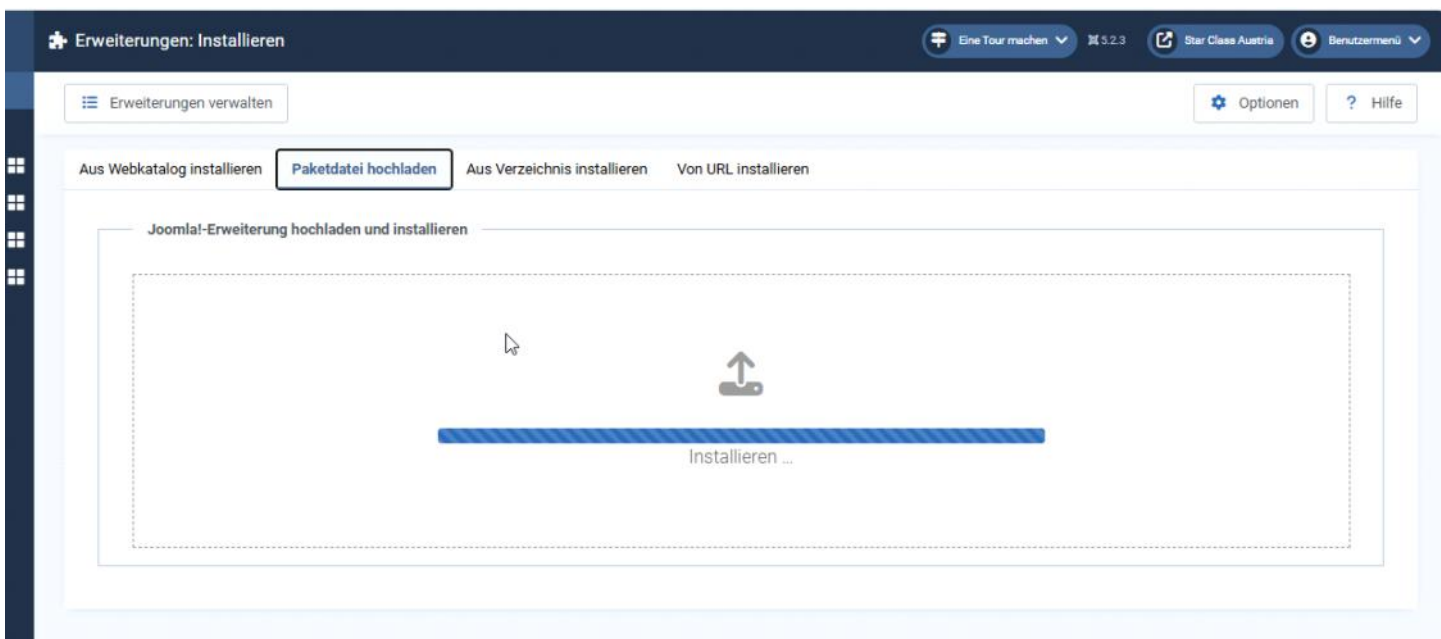 Erweiterungen: Installieren
Eine Tour machen
5.2.3
Star Class Austria
Benutzermenü
Erweiterungen verwalten
Optionen
? Hilfe
Aus Webkatalog installieren
Paketdatei hochladen
Aus Verzeichnis installieren
Von URL installieren
Joomla!-Erweiterung hochladen und installieren
Installieren ...